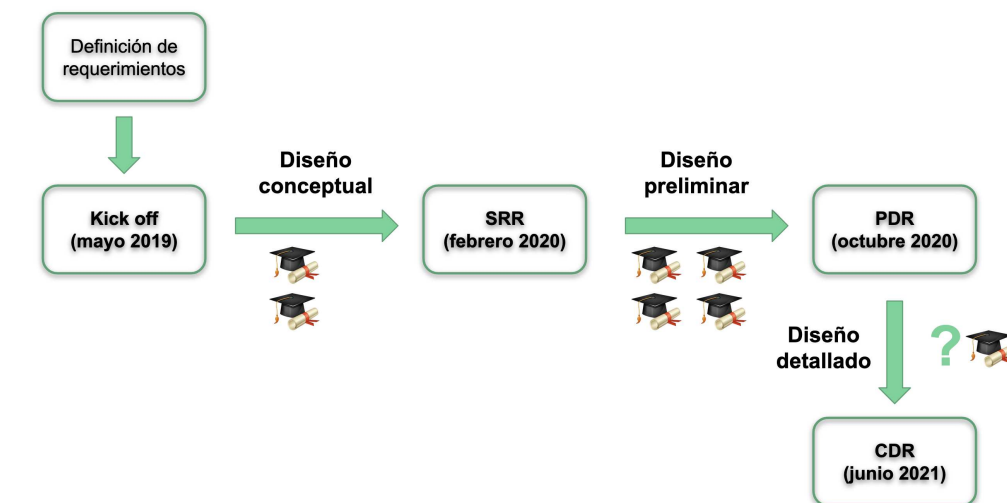 Definición de
requerimientos
Kick off
(mayo 2019)
Diseño
conceptual
SRR
(febrero 2020)
Diseño
preliminar
PDR
(octubre 2020)
Diseño
detallado
?
CDR
(junio 2021)